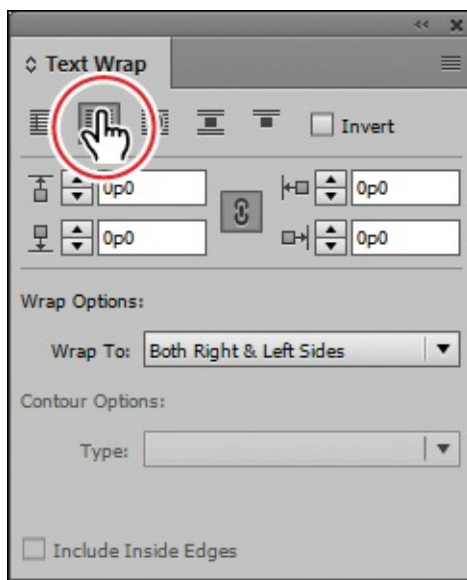 Text Wrap
Invert
0p0 0p0
0p0 0p0
Wrap Options:
Wrap To: Both Right & Left Sides
Contour Options:
Type:
Include Inside Edges